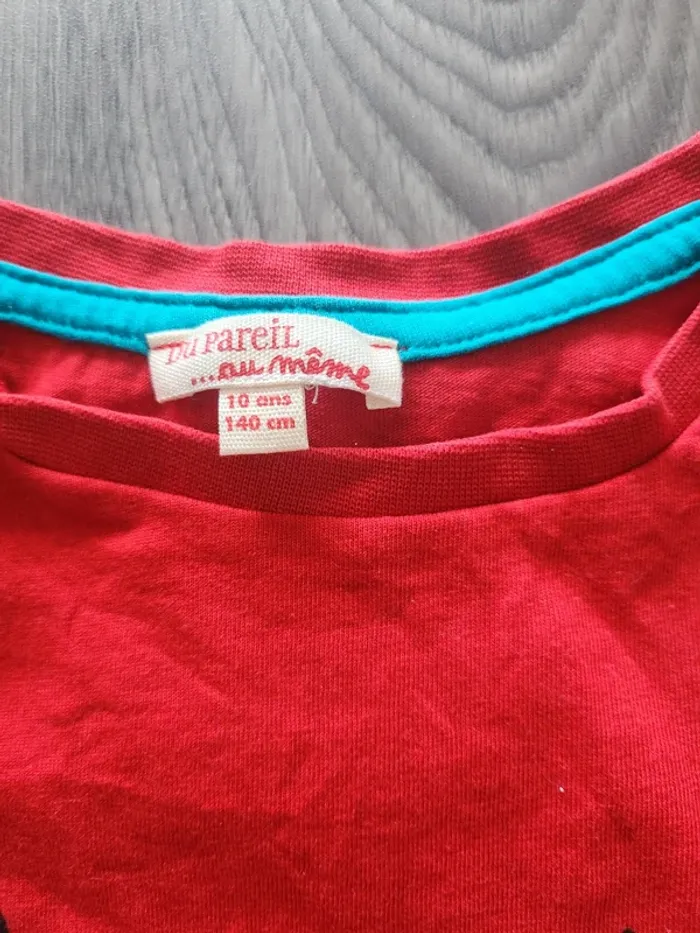 DU PareiL
...au même
10 ans
140 cm